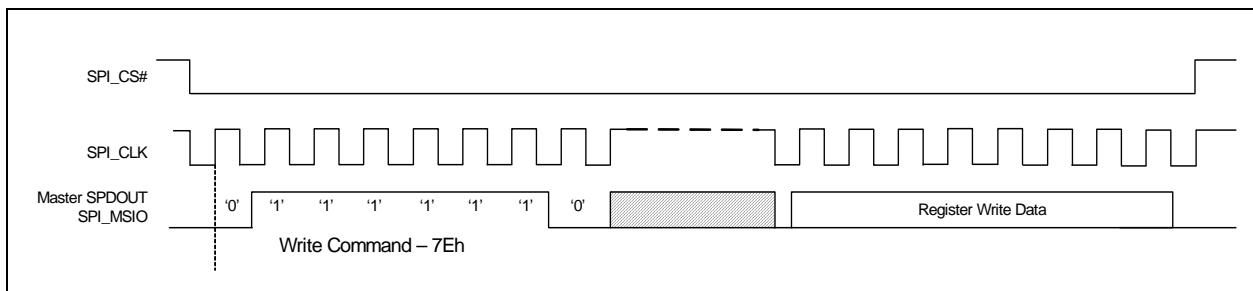 SPI_CS#
SPI_CLK
Master SPDOUT
SPI_MSIO
‘0’ ‘1’ ‘1’ ‘1’ ‘1’ ‘1’ ‘1’ ‘0’
Register Write Data
Write Command – 7Eh